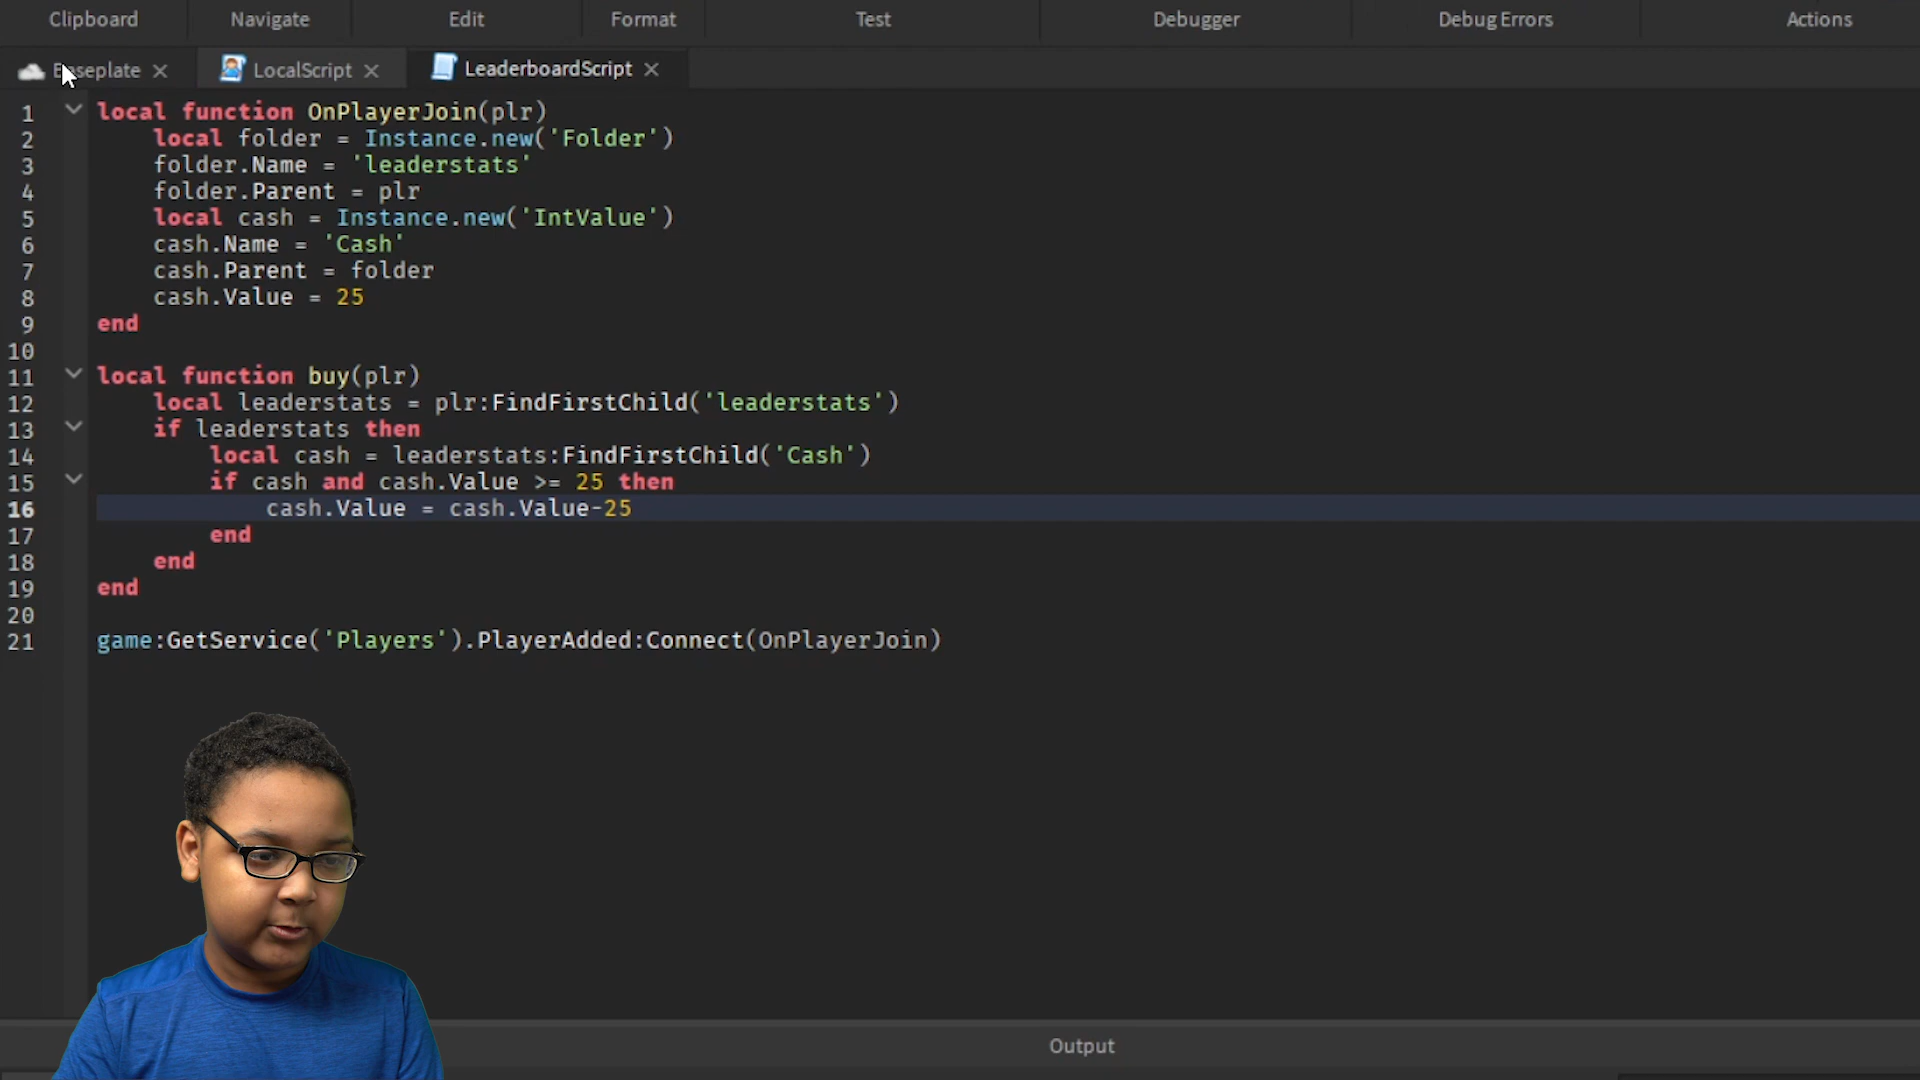 Clipboard Navigate Edit Format Test Debugger Debug Errors Actions
Baseplate LocalScript LeaderboardScript
1 local function OnPlayerJoin(plr)
2 local folder = Instance.new('Folder')
3 folder.Name = 'leaderstats'
4 folder.Parent = plr
5 local cash = Instance.new('IntValue')
6 cash.Name = 'Cash'
7 cash.Parent = folder
8 cash.Value = 25
9 end
10
11 local function buy(plr)
12 local leaderstats = plr:FindFirstChild('leaderstats')
13 if leaderstats then
14 local cash = leaderstats:FindFirstChild('Cash')
15 if cash and cash.Value >= 25 then
16 cash.Value = cash.Value-25
17 end
18 end
19 end
20
21 game:GetService('Players').PlayerAdded:Connect(OnPlayerJoin)
Output